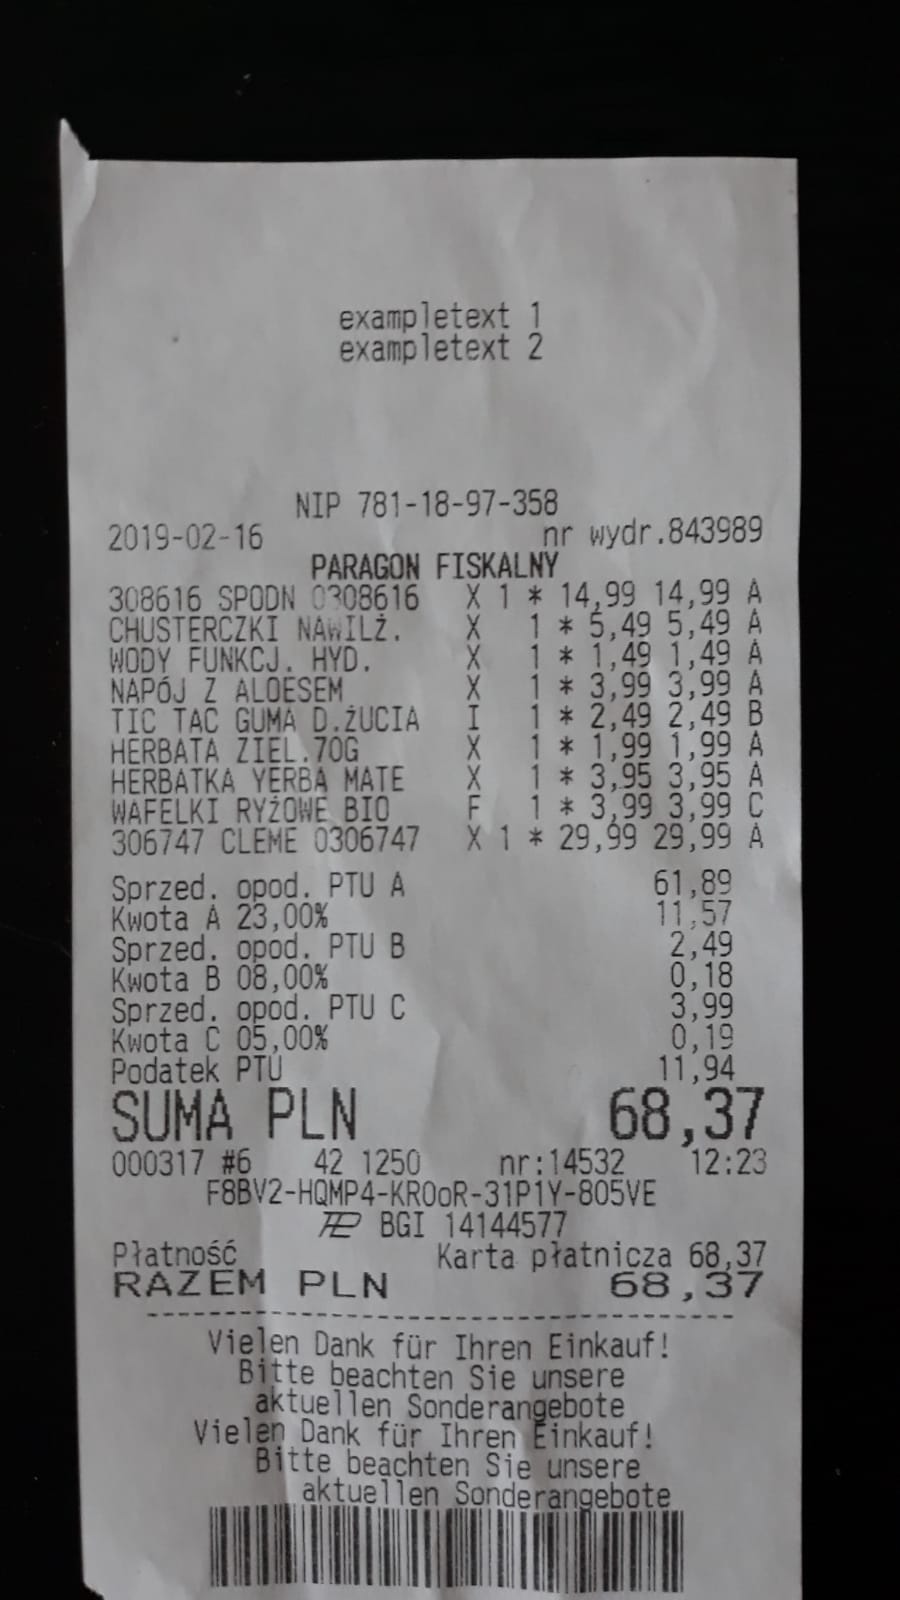 exampletext 1
exampletext 2
NIP 781-18-97-358
2019-02-16 nr wydr.843989
PARAGON FISKALNY
308616 SPODN 0308616 X 1 * 14,99 14,99 A
CHUSTERCZKI NAWILŻ. X 1 * 5,49 5,49 A
WODY FUNKCJ. HYD. X 1 * 1,49 1,49 A
NAPÓJ Z ALOESEM X 1 * 3,99 3,99 A
TIC TAC GUMA D.ŻUCIA I 1 * 2,49 2,49 B
HERBATA ZIEL.70G X 1 * 1,99 1,99 A
HERBATKA YERBA MATE X 1 * 3,95 3,95 A
WAFELKI RYŻOWE BIO F 1 * 3,99 3,99 C
306747 CLEME 0306747 X 1 * 29,99 29,99 A
Sprzed. opod. PTU A 61,89
Kwota A 23,00% 11,57
Sprzed. opod. PTU B 2,49
Kwota B 08,00% 0,18
Sprzed. opod. PTU C 3,99
Kwota C 05,00% 0,19
Podatek PTU 11,94
SUMA PLN 68,37
000317 #6 42 1250 nr:14532 12:23
F8BV2-HQMP4-KROoR-31P1Y-805VE
BGI 14144577
Płatność Karta płatnicza 68,37
RAZEM PLN 68,37
Vielen Dank für Ihren Einkauf!
Bitte beachten Sie unsere
aktuellen Sonderangebote
Vielen Dank für Ihren Einkauf!
Bitte beachten Sie unsere
aktuellen Sonderangebote